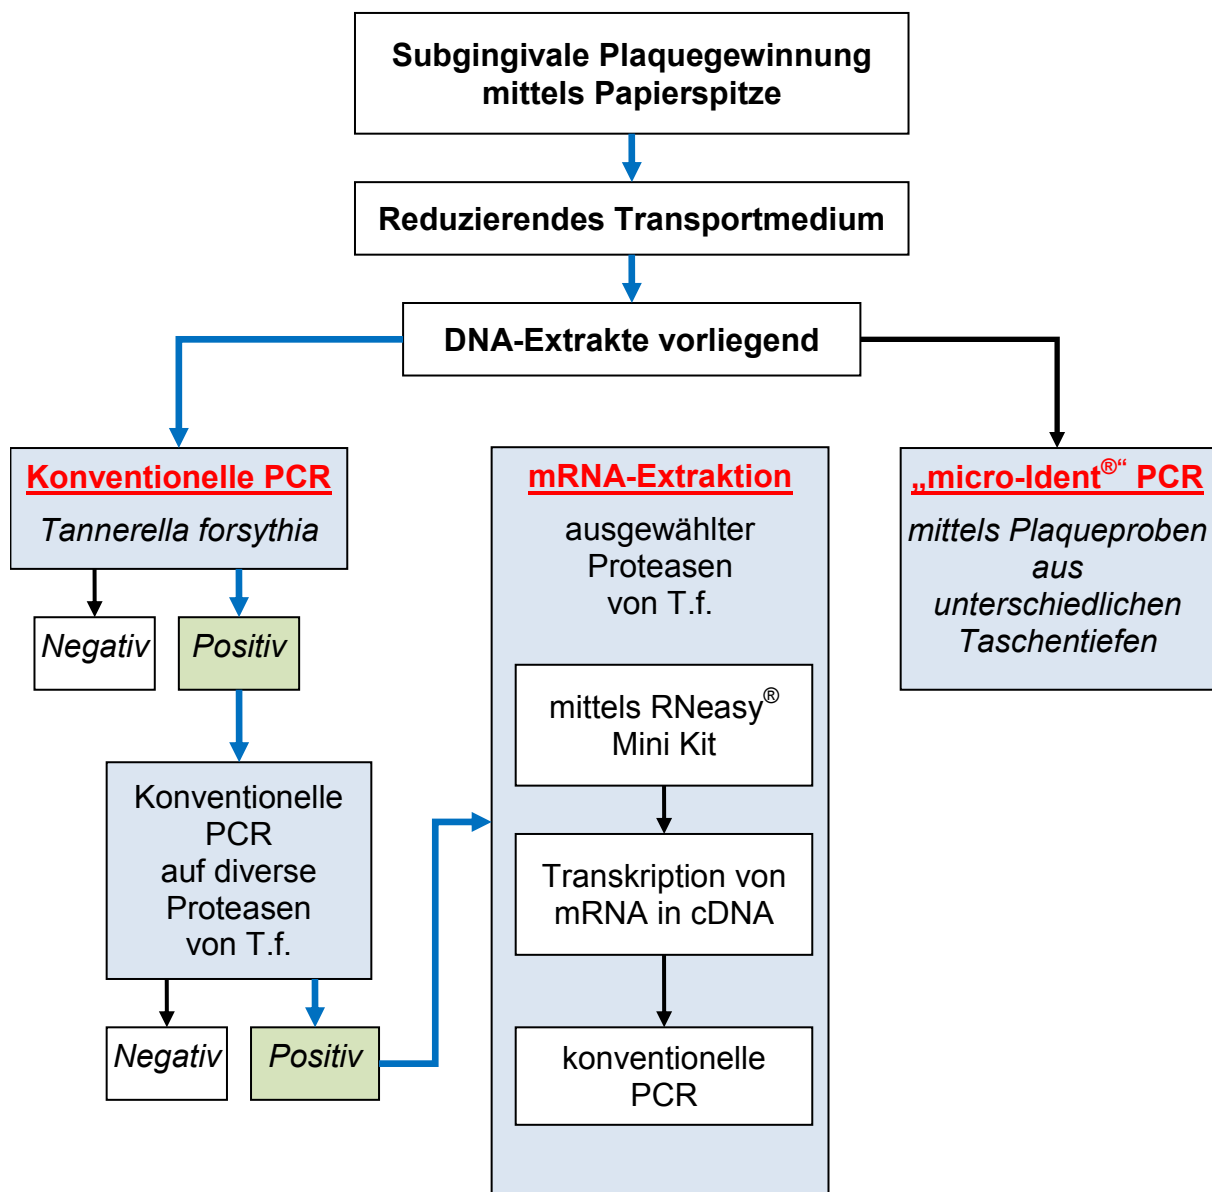 Subgingivale Plaquegewinnung
mittels Papierspitze
Reduzierendes Transportmedium
DNA-Extrakte vorliegend
Konventionelle PCR
Tannerella forsythia
Negativ
Positiv
Konventionelle
PCR
auf diverse
Proteasen
von T.f.
Negativ
Positiv
mRNA-Extraktion
ausgewählter
Proteasen
von T.f.
mittels RNeasy®
Mini Kit
Transkription von
mRNA in cDNA
konventionelle
PCR
„micro-Ident®“ PCR
mittels Plaqueproben
aus
unterschiedlichen
Taschentiefen